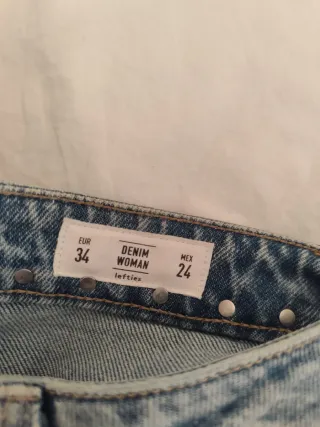 EUR
34
DENIM
WOMAN
lefties
MEX
24